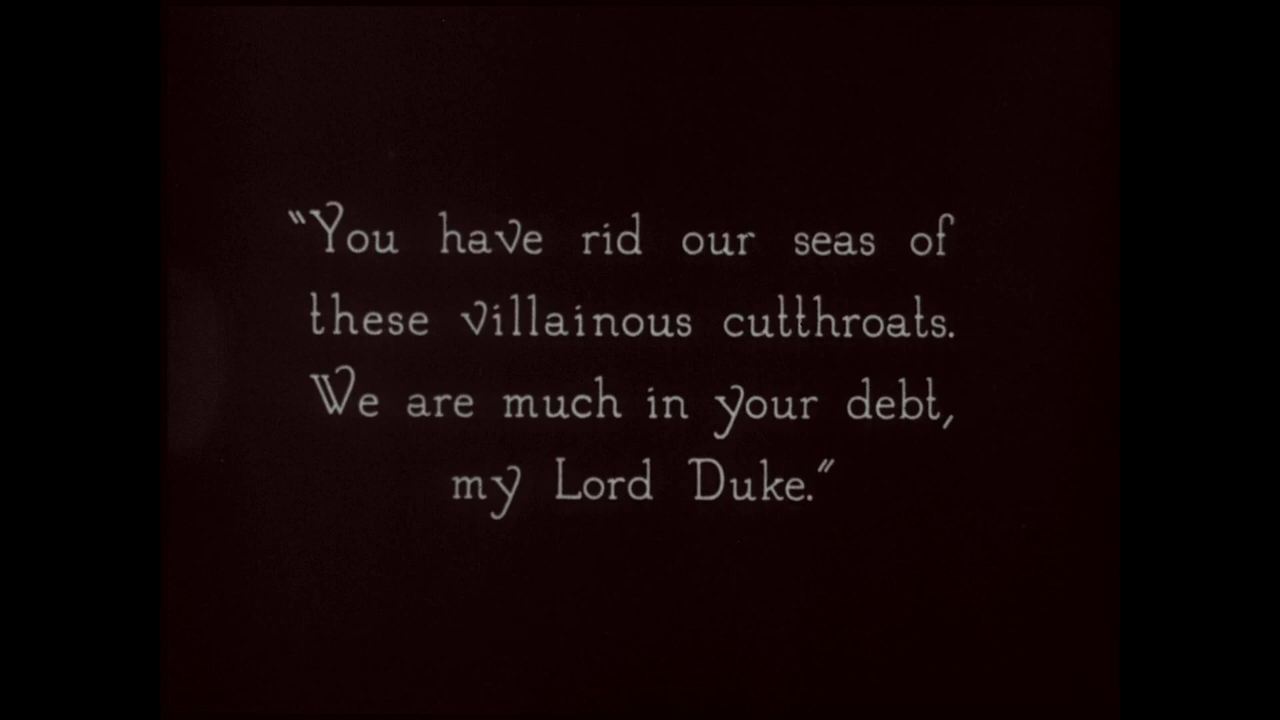 "You have rid our seas of
these villainous cutthroats.
We are much in your debt,
my Lord Duke."